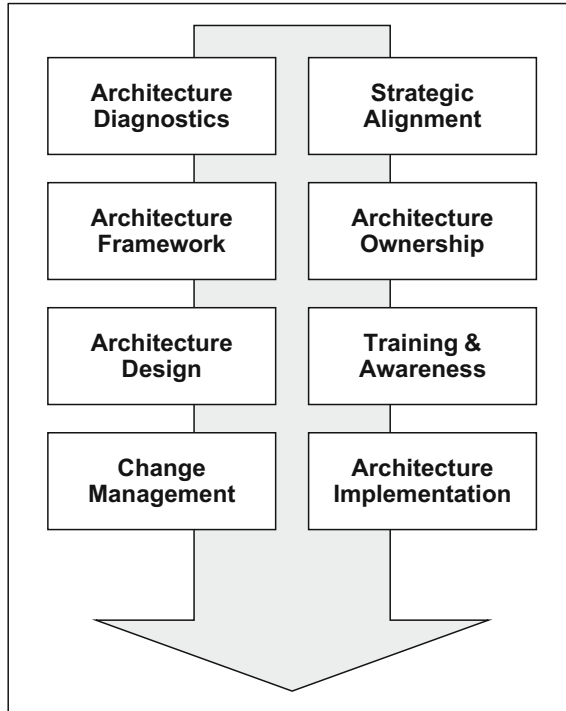 Architecture
Diagnostics
Strategic
Alignment
Architecture
Framework
Architecture
Ownership
Architecture
Design
Training &
Awareness
Change
Management
Architecture
Implementation